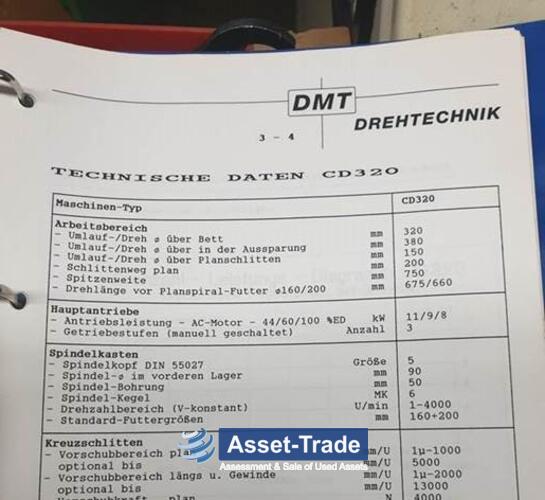 DMT
DREHTECHNIK
3 - 4
TECHNISCHE DATEN CD320
Maschinen-Typ CD320
Arbeitsbereich
- Umlauf-/Dreh ø über Bett mm 320
- Umlauf-/Dreh ø über in der Aussparung mm 380
- Umlauf-/Dreh ø über Planschlitten mm 150
- Schlittenweg plan mm 200
- Spitzenweite mm 750
- Drehlänge vor Planspiral-Futter ø160/200 mm 675/660
Hauptantriebe
- Antriebsleistung - AC-Motor - 44/60/100 %ED kW 11/9/8
- Getriebestufen (manuell geschaltet) Anzahl 3
Spindelkasten
- Spindelkopf DIN 55027 Größe 5
- Spindel-ø im vorderen Lager mm 90
- Spindel-Bohrung mm 50
- Spindel-Kegel MK 6
- Drehzahlbereich (V-konstant) U/min 1-4000
- Standard-Futtergrößen mm 160+200
Kreuzschlitten
- Vorschubbereich mm/U 1µ-1000
optional bis mm/U 5000
- Vorschubbereich längs u. Gewinde mm/U 1µ-2000
optional bis mm/U 13000
- Vorschubkraft plan N 4000
Asset-Trade
Assessment & Sale of Used Assets